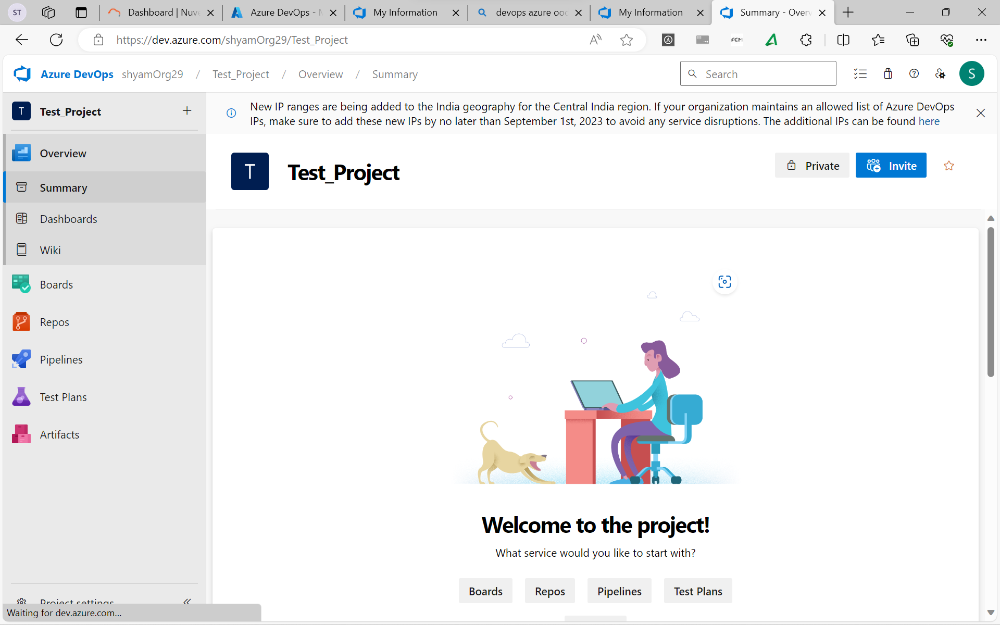 ST
Dashboard | Nuve
Azure DevOps - M
My Information
devops azure ooo
My Information
Summary - Overv
https://dev.azure.com/shyamOrg29/Test_Project
FCM
Azure DevOps shyamOrg29 / Test_Project / Overview / Summary
Search
S
T Test_Project
New IP ranges are being added to the India geography for the Central India region. If your organization maintains an allowed list of Azure DevOps
IPs, make sure to add these new IPs by no later than September 1st, 2023 to avoid any service disruptions. The additional IPs can be found here
Overview
Summary
Dashboards
Wiki
Boards
Repos
Pipelines
Test Plans
Artifacts
T Test_Project
Private
Invite
Welcome to the project!
What service would you like to start with?
Boards Repos Pipelines Test Plans
Project settings
Waiting for dev.azure.com...